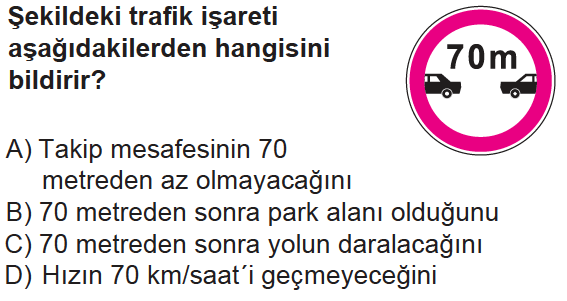 Şekildeki trafik işareti
aşağıdakilerden hangisini
bildirir?
70m
A) Takip mesafesinin 70
metreden az olmayacağını
B) 70 metreden sonra park alanı olduğunu
C) 70 metreden sonra yolun daralacağını
D) Hızın 70 km/saat´i geçmeyeceğini